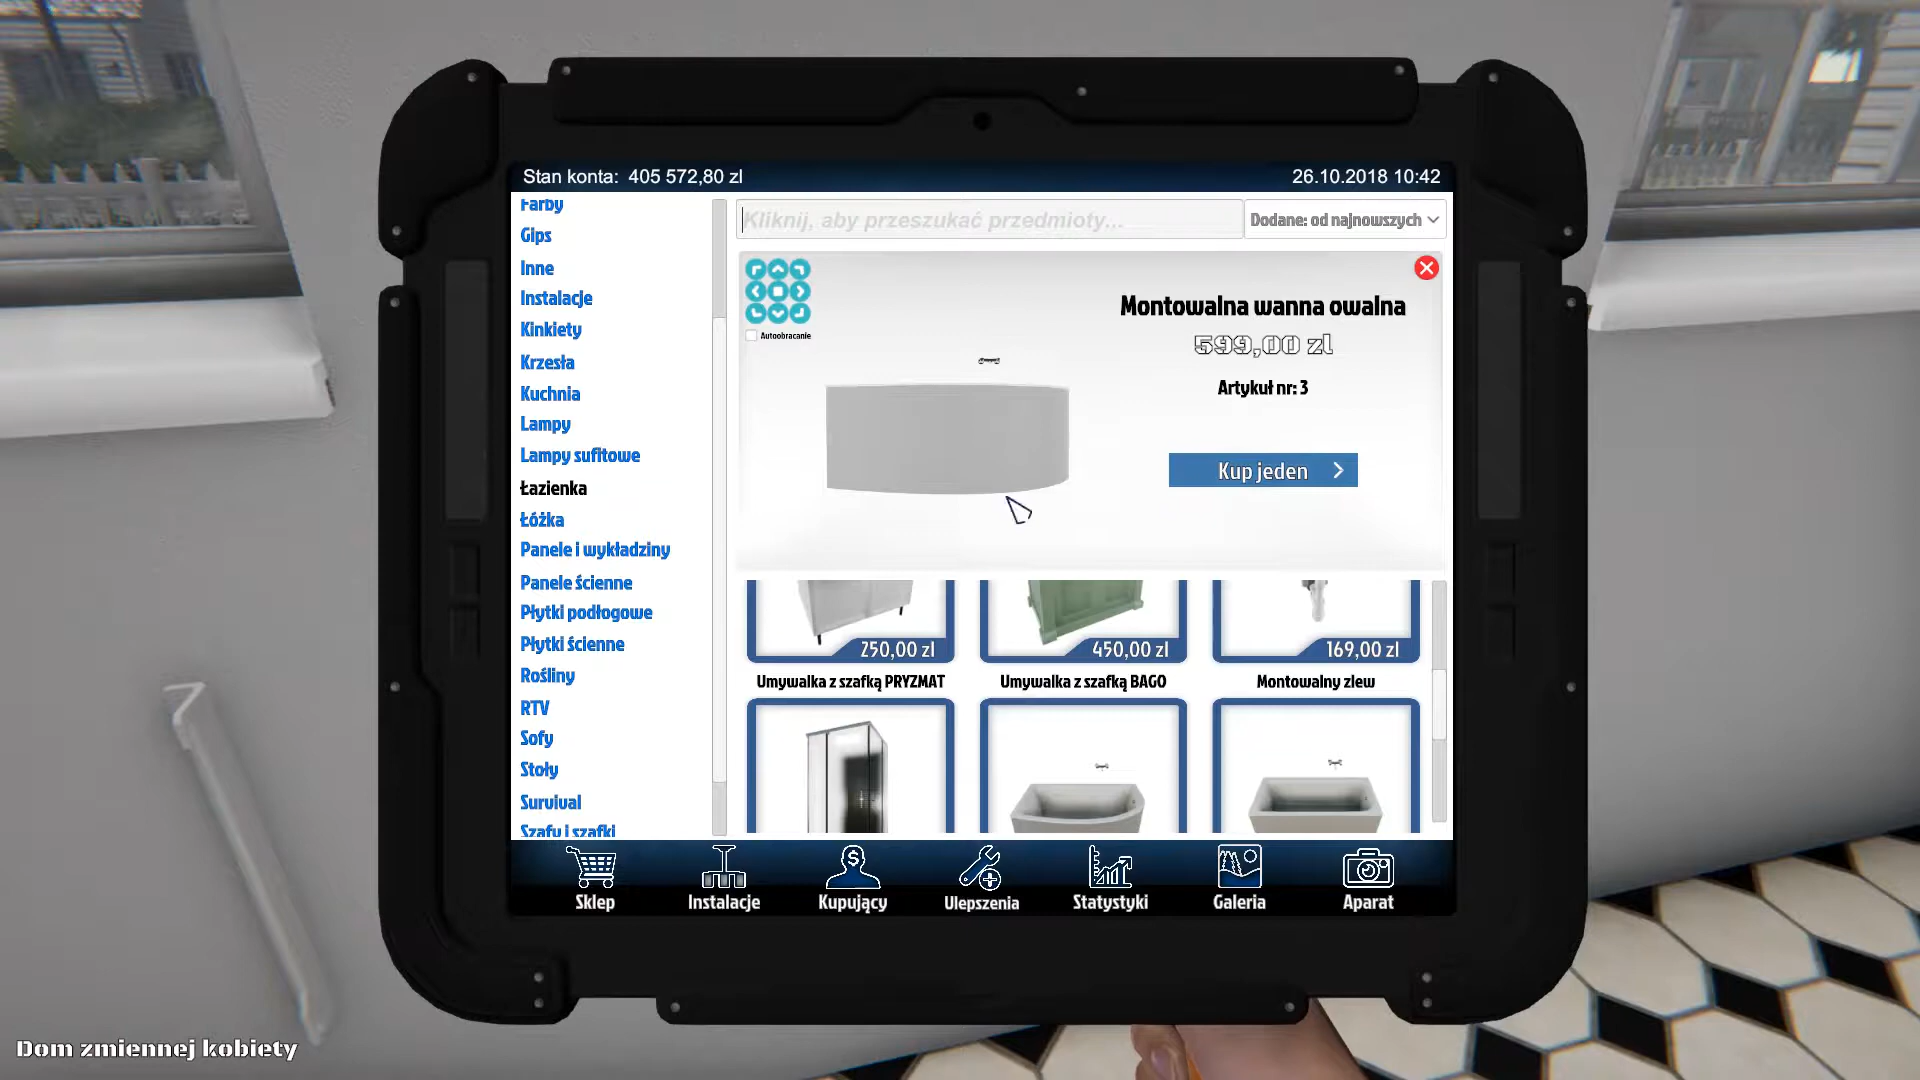 Stan konta: 405 572,80 zl
26.10.2018 10:42
Farby
Gips
Inne
Instalacje
Kinkiety
Krzesła
Kuchnia
Lampy
Lampy sufitowe
Łazienka
Łóżka
Panele i wykładziny
Panele ścienne
Płytki podłogowe
Płytki ścienne
Rośliny
RTV
Sofy
Stoły
Survival
Szafy i szafki
Kliknij, aby przeszukać przedmioty...
Dodane: od najnowszych
Autoobracanie
Montowalna wanna owalna
599,00 zl
Artykuł nr: 3
Kup jeden
250,00 zl
450,00 zl
169,00 zl
Umywalka z szafką PRYZMAT
Umywalka z szafką BAGO
Montowalny zlew
Sklep
Instalacje
Kupujący
Ulepszenia
Statystyki
Galeria
Aparat
Dom zmiennej kobiety